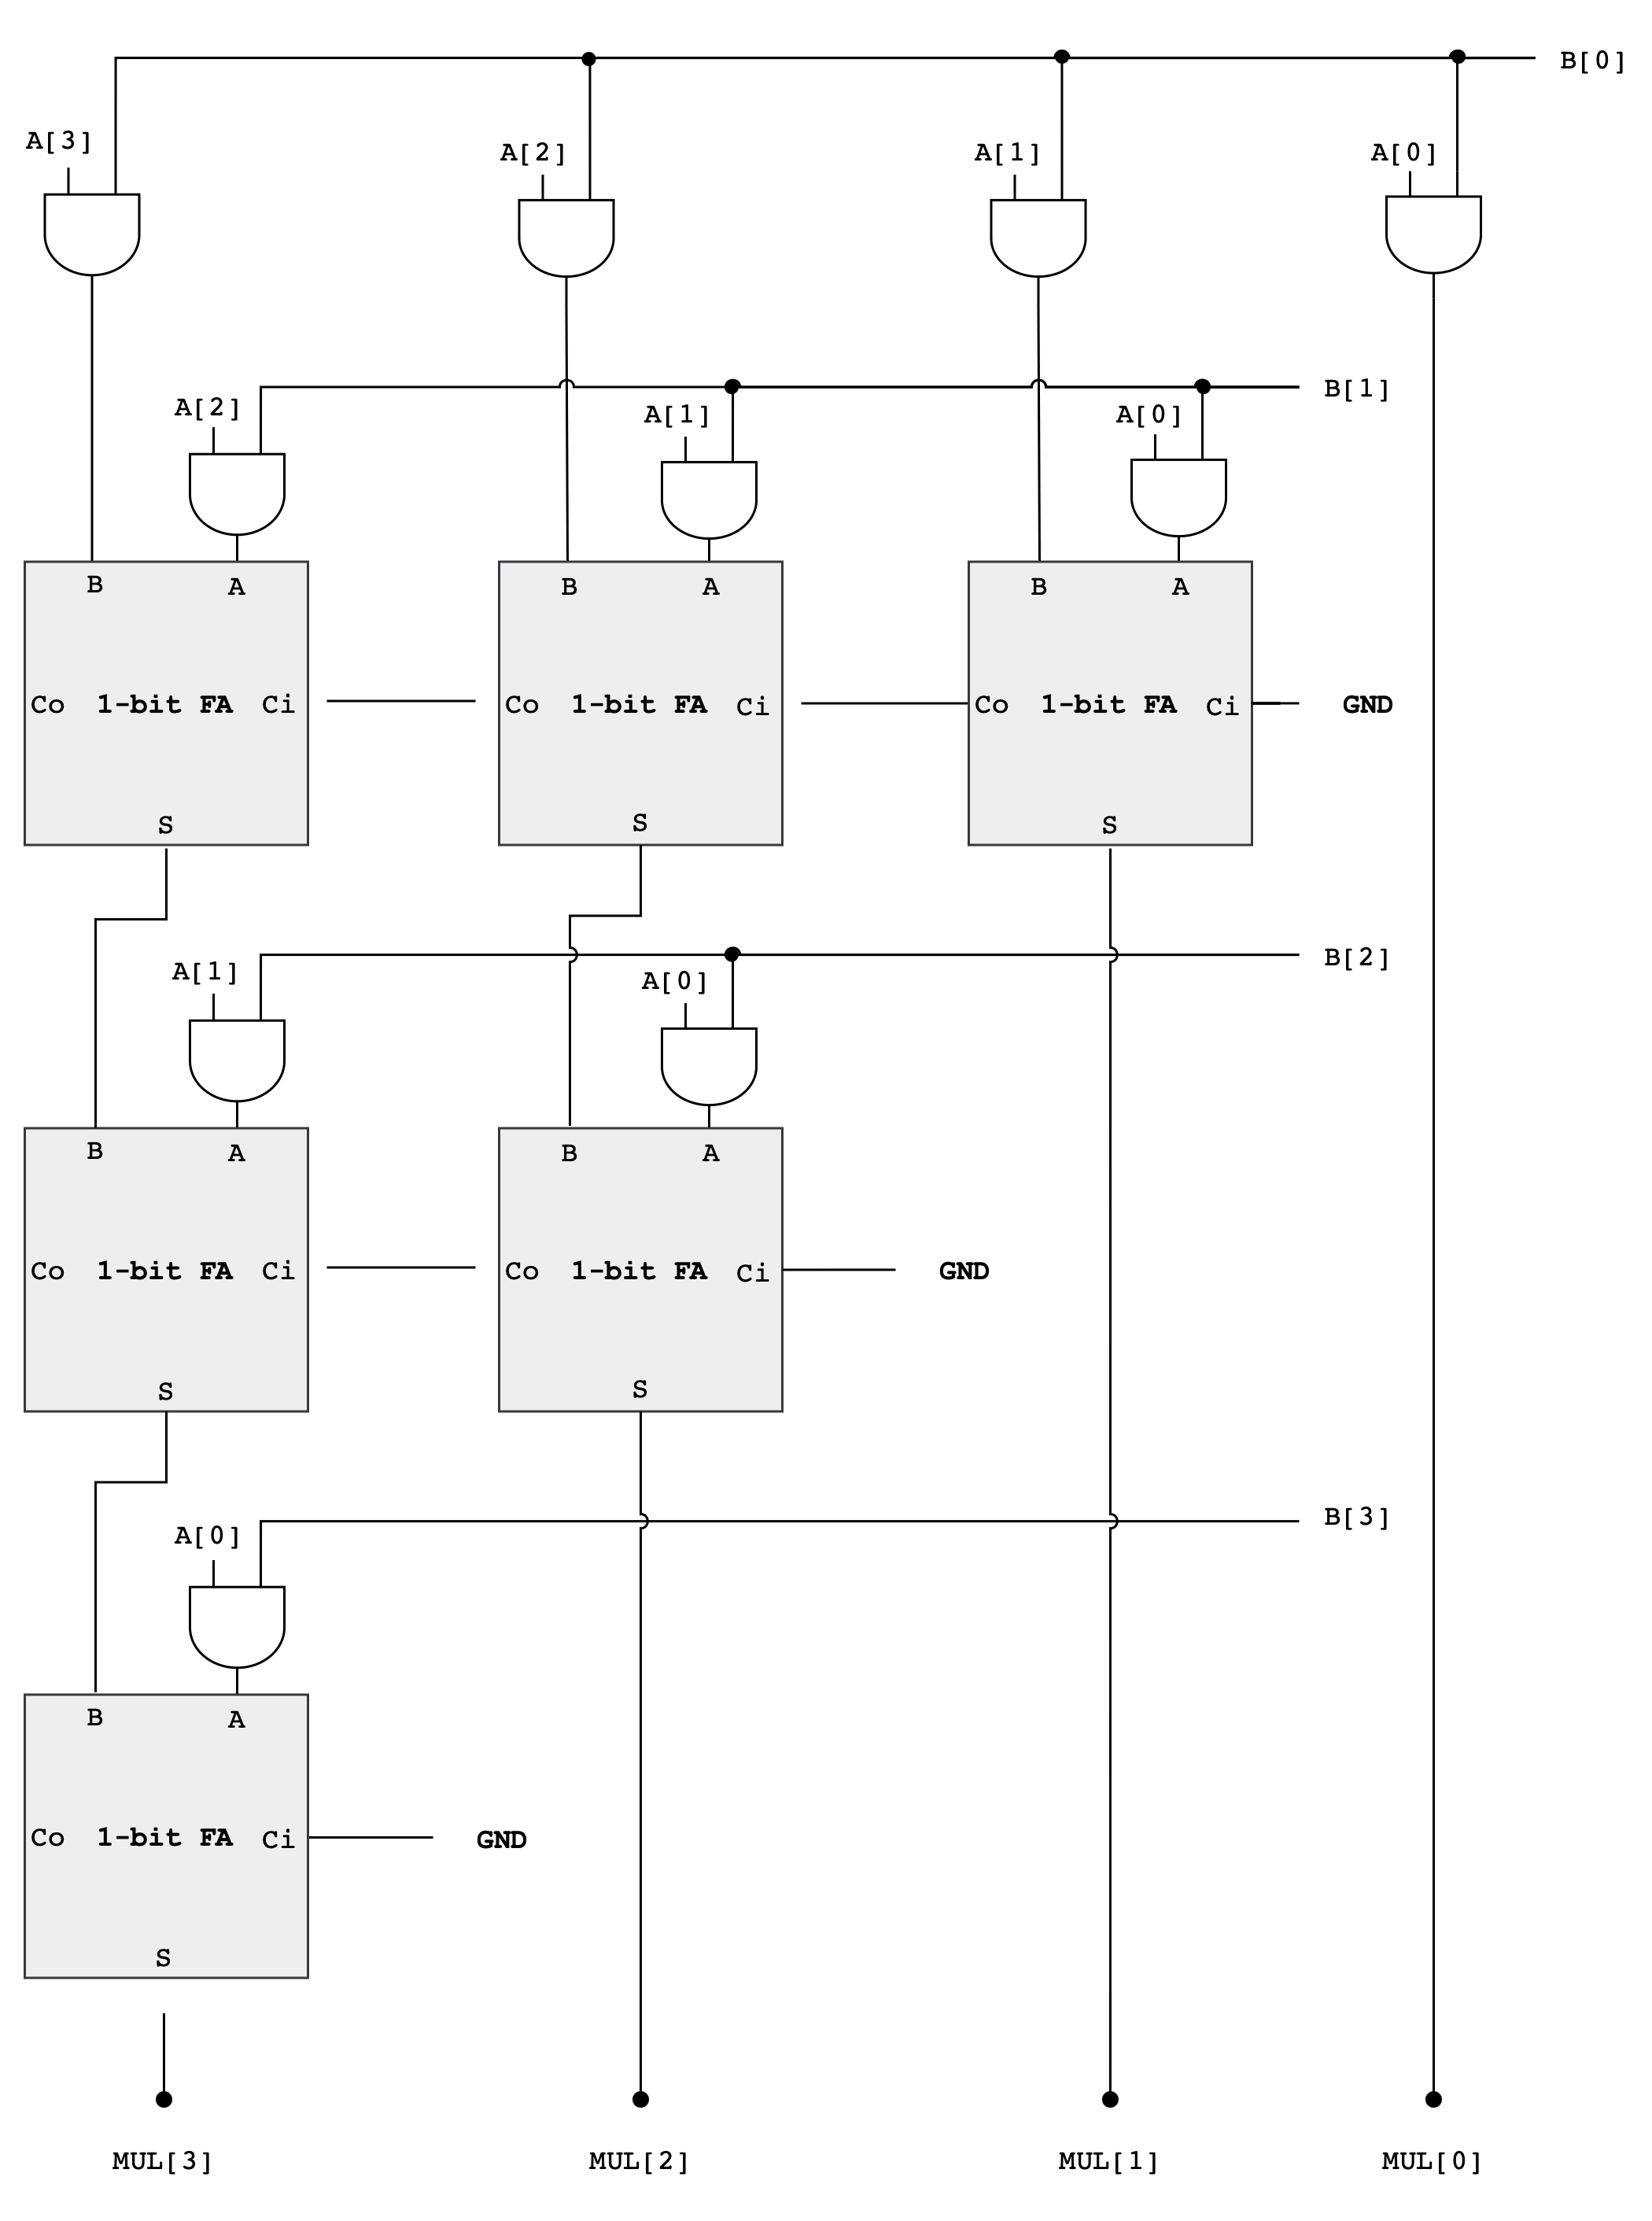 B[0]
A[3]
A[2]
A[1]
A[0]
B[1]
A[2]
A[1]
A[0]
B A
B A
B A
Co 1-bit FA Ci
Co 1-bit FA Ci
Co 1-bit FA Ci
GND
S
S
S
B[2]
A[1]
A[0]
B A
B A
Co 1-bit FA Ci
Co 1-bit FA Ci
GND
S
S
B[3]
A[0]
B A
Co 1-bit FA Ci
GND
S
MUL[3]
MUL[2]
MUL[1]
MUL[0]